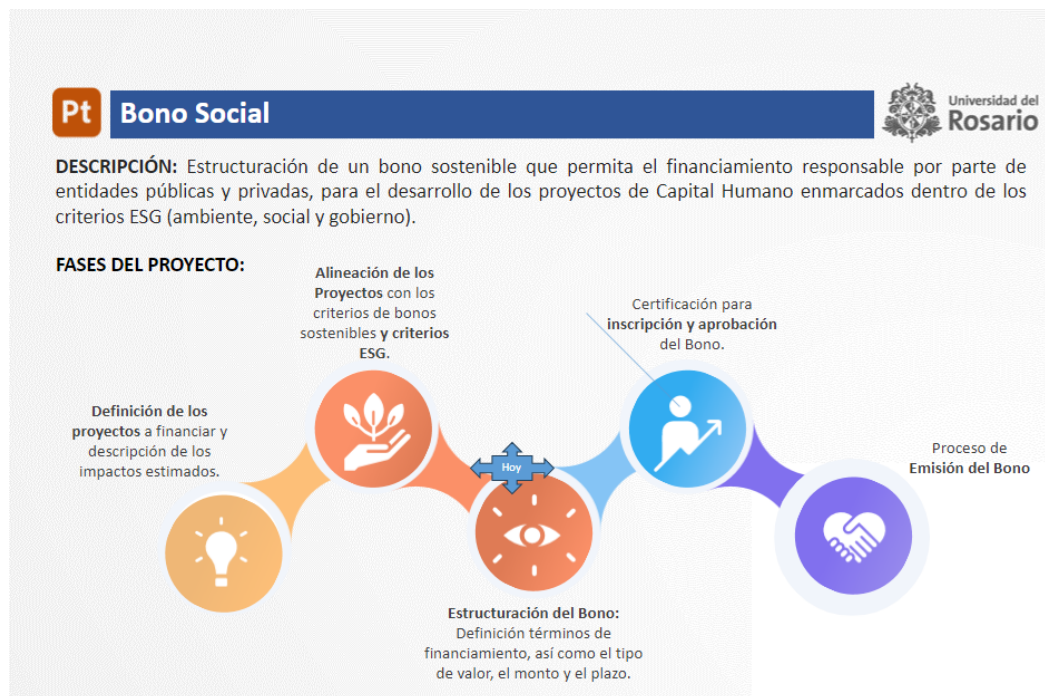 Pt
Bono Social
Universidad del
Rosario
DESCRIPCIÓN: Estructuración de un bono sostenible que permita el financiamiento responsable por parte de
entidades públicas y privadas, para el desarrollo de los proyectos de Capital Humano enmarcados dentro de los
criterios ESG (ambiente, social y gobierno).
FASES DEL PROYECTO:
Definición de los
proyectos a financiar y
descripción de los
impactos estimados.
Alineación de los
Proyectos con los
criterios de bonos
sostenibles y criterios
ESG.
Hoy
Estructuración del Bono:
Definición términos de
financiamiento, así como el tipo
de valor, el monto y el plazo.
Certificación para
inscripción y aprobación
del Bono.
Proceso de
Emisión del Bono